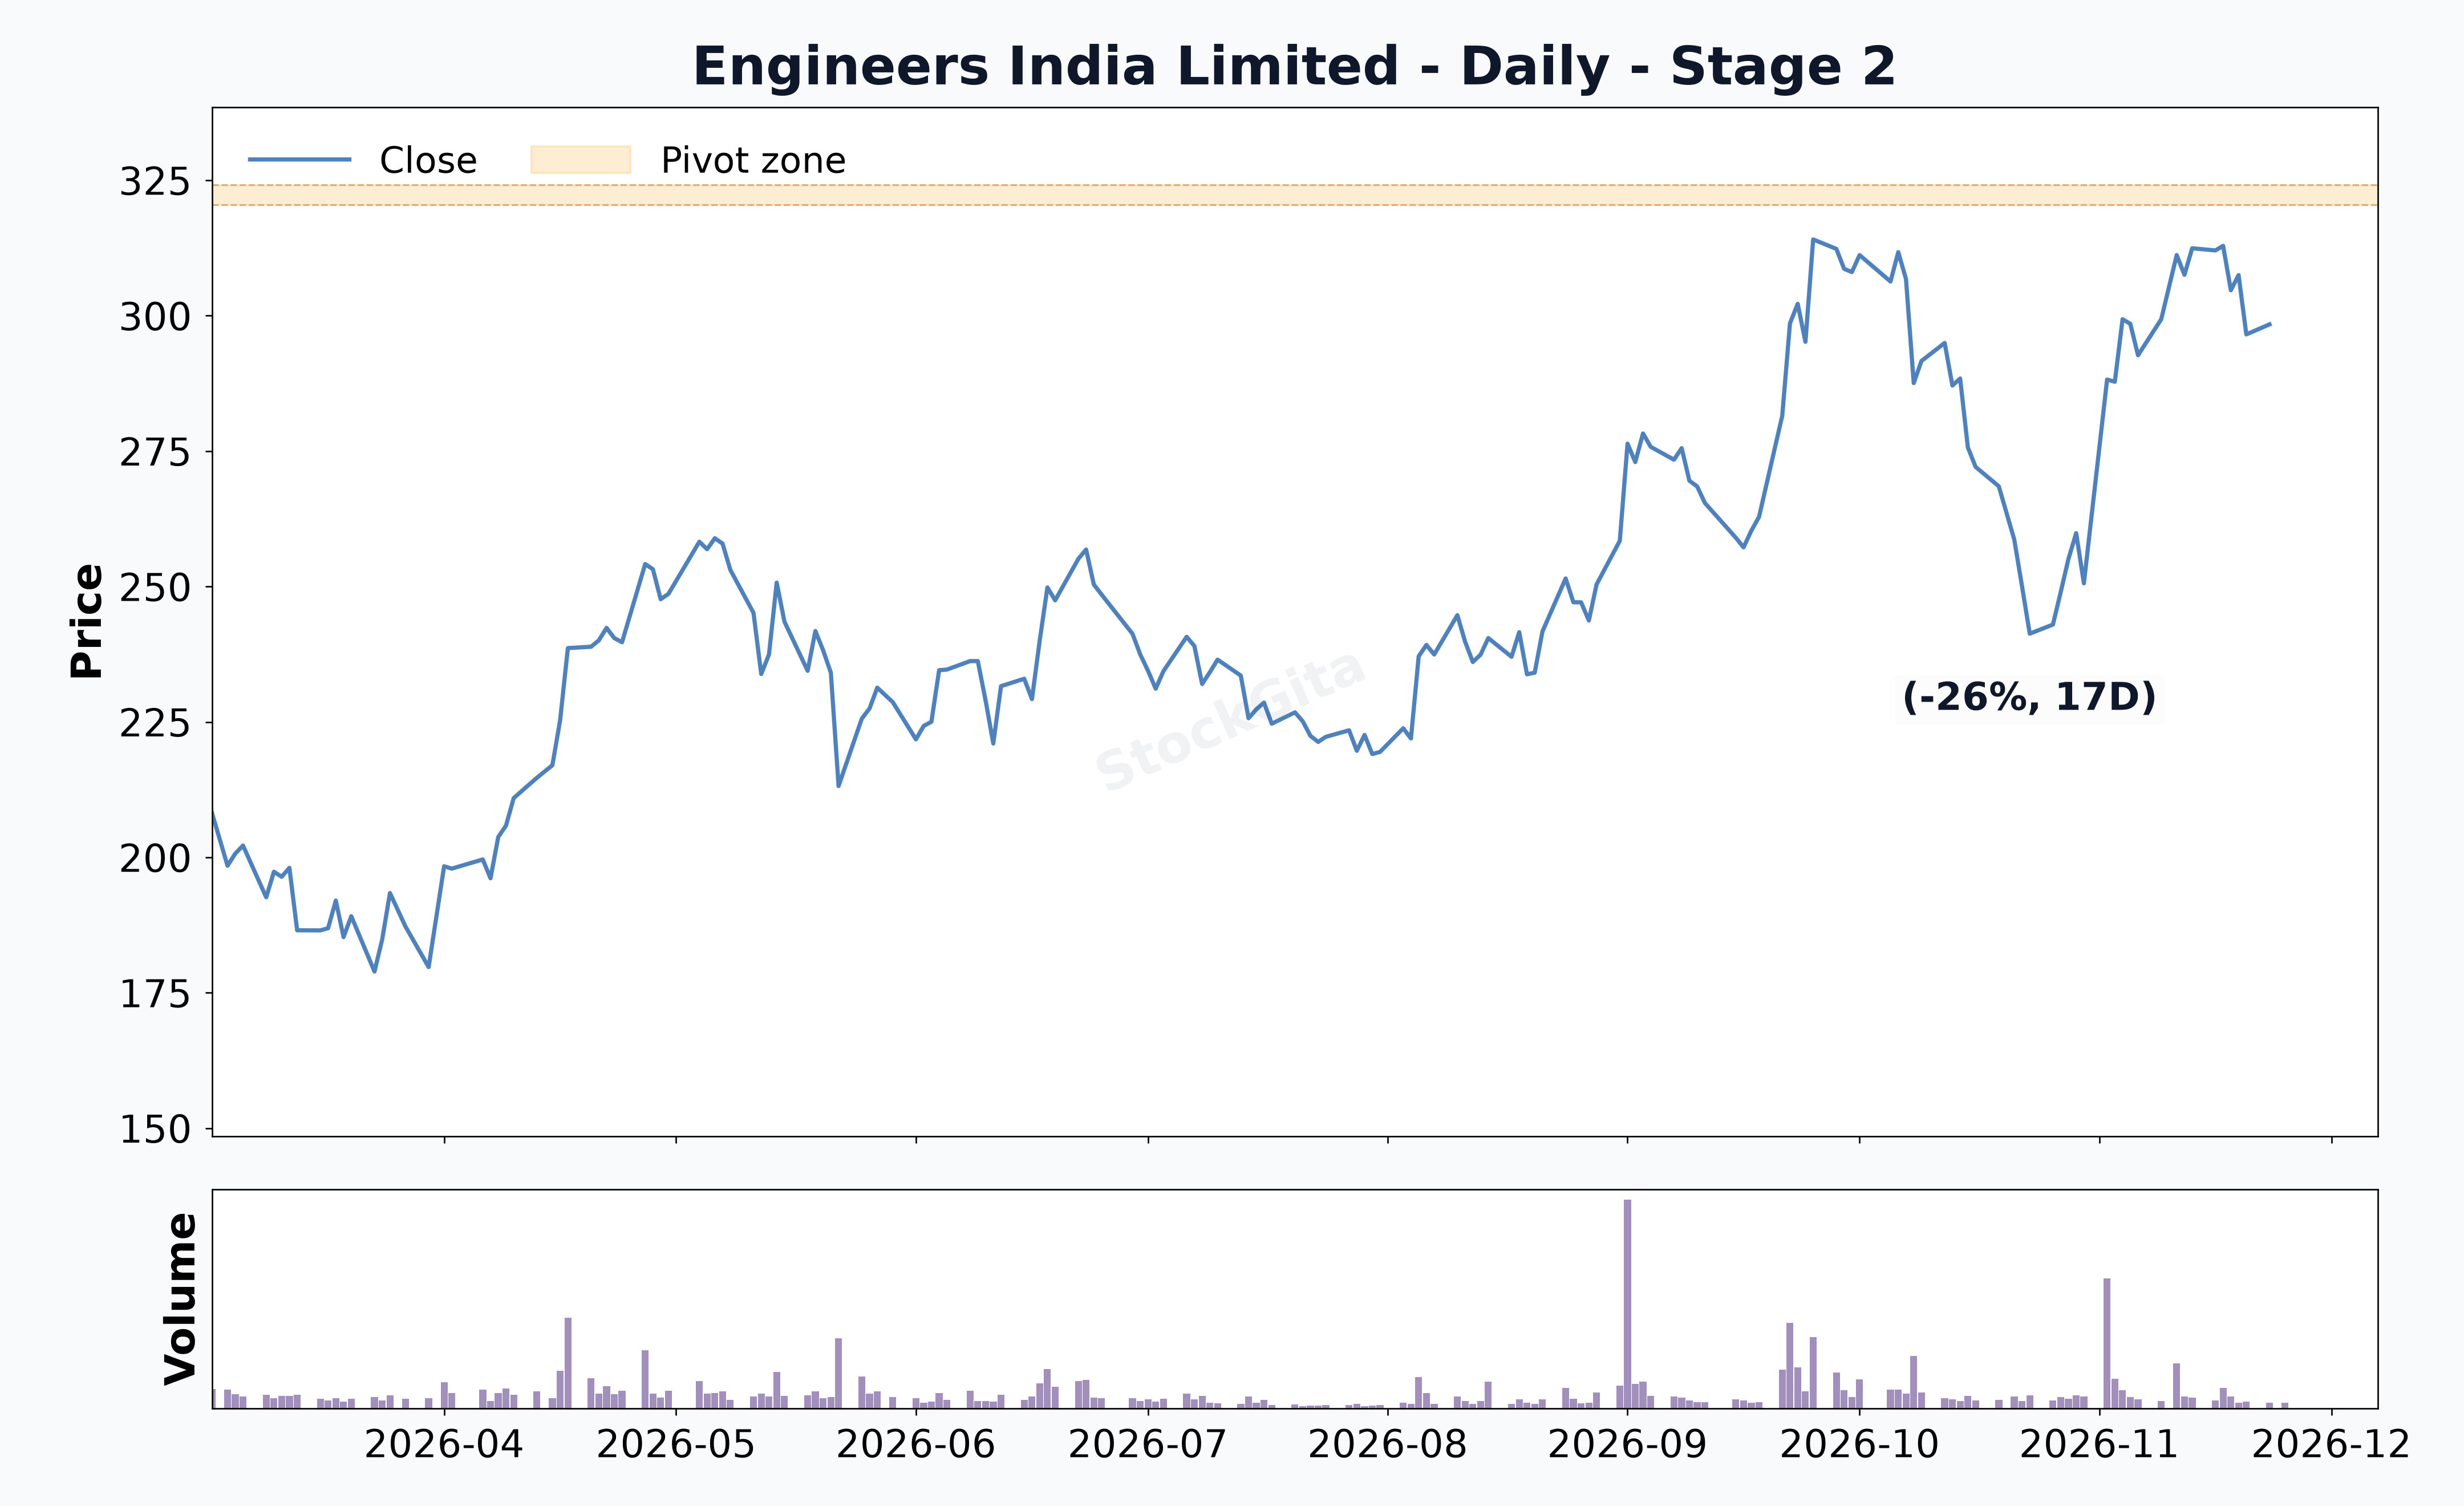 Engineers India Limited - Daily - Stage 2
Close
Pivot zone
325
300
275
250
225
200
175
150
Price
StockGita
(-26%, 17D)
Volume
2026-04
2026-05
2026-06
2026-07
2026-08
2026-09
2026-10
2026-11
2026-12